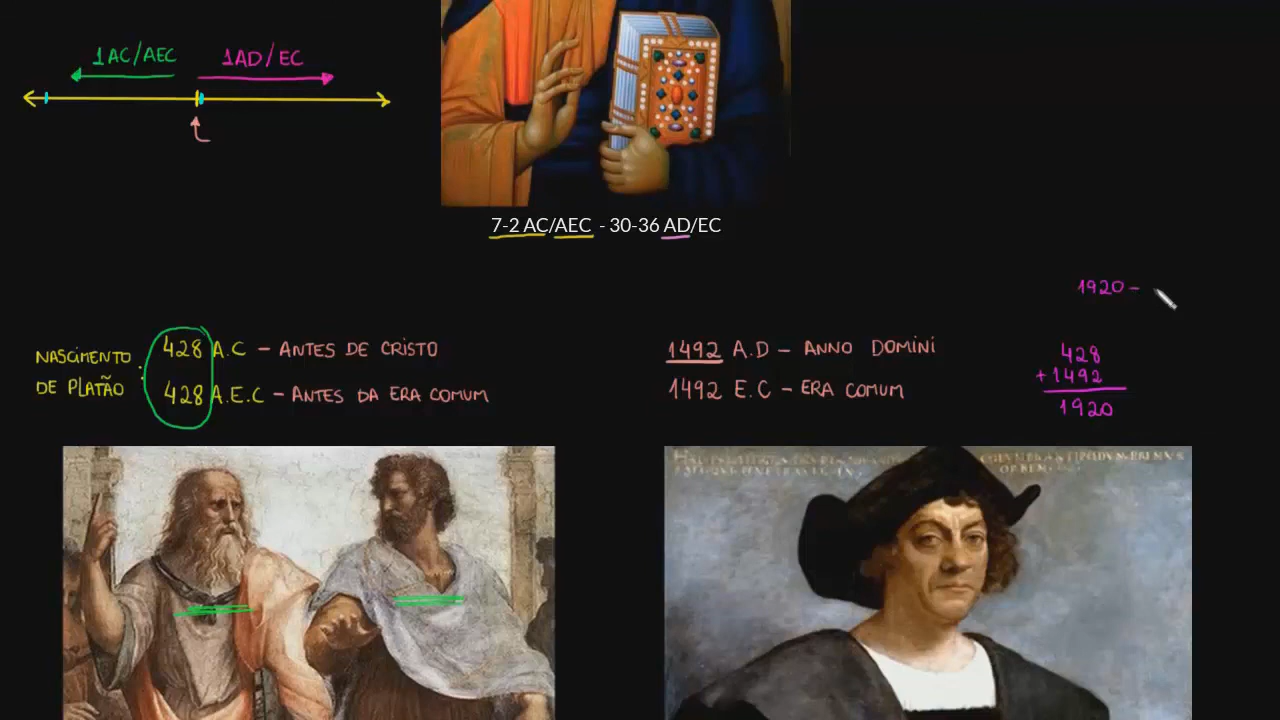 1AC/AEC 1AD/EC
7-2 AC/AEC - 30-36 AD/EC
1920 -
NASCIMENTO
DE PLATÃO :
428 A.C - ANTES DE CRISTO
428 A.E.C - ANTES DA ERA COMUM
1492 A.D - ANNO DOMINI
1492 E.C - ERA COMUM
428
+1492
1920